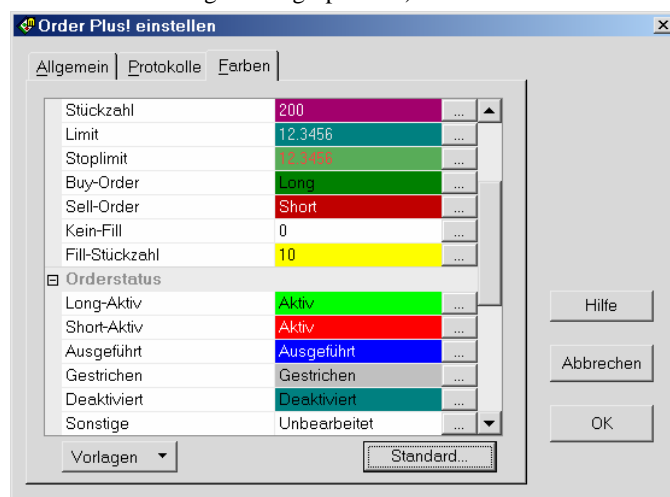 Order Plus! einstellen
Allgemein Protokolle Farben
Stückzahl 200 ...
Limit 12.3456 ...
Stoplimit 12.3456 ...
Buy-Order Long ...
Sell-Order Short ...
Kein-Fill 0 ...
Fill-Stückzahl 10 ...
Orderstatus
Long-Aktiv Aktiv ...
Short-Aktiv Aktiv ...
Ausgeführt Ausgeführt ...
Gestrichen Gestrichen ...
Deaktiviert Deaktiviert ...
Sonstige Unbearbeitet ...
Vorlagen Standard...
Hilfe
Abbrechen
OK